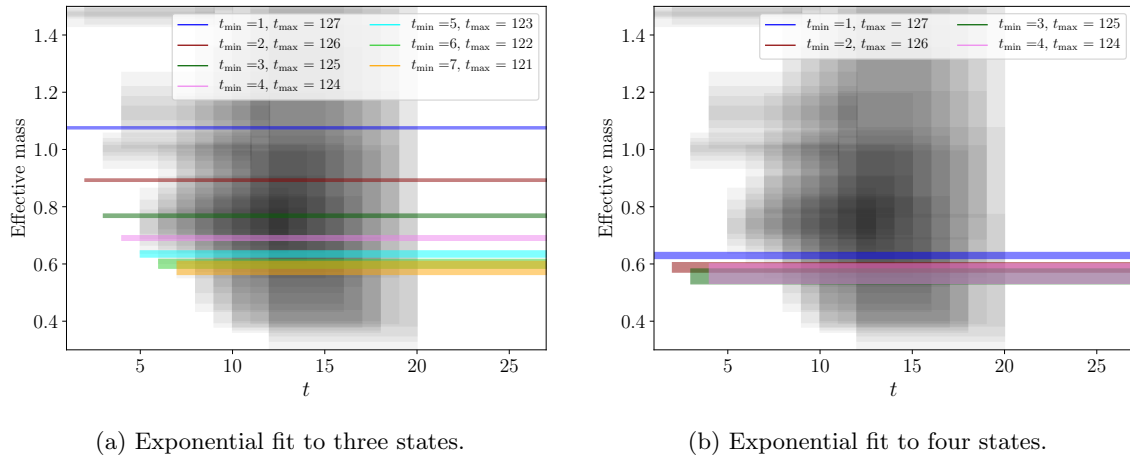 t_min =1, t_max = 127
t_min =2, t_max = 126
t_min =3, t_max = 125
t_min =4, t_max = 124
t_min =5, t_max = 123
t_min =6, t_max = 122
t_min =7, t_max = 121
Effective mass
1.4
1.2
1.0
0.8
0.6
0.4
5
10
15
20
25
t
(a) Exponential fit to three states.
t_min =1, t_max = 127
t_min =2, t_max = 126
t_min =3, t_max = 125
t_min =4, t_max = 124
Effective mass
1.4
1.2
1.0
0.8
0.6
0.4
5
10
15
20
25
t
(b) Exponential fit to four states.